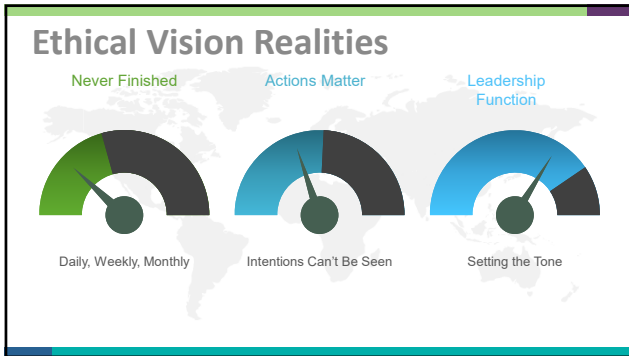 Ethical Vision Realities
Never Finished
Actions Matter
Leadership
Function
Daily, Weekly, Monthly
Intentions Can't Be Seen
Setting the Tone